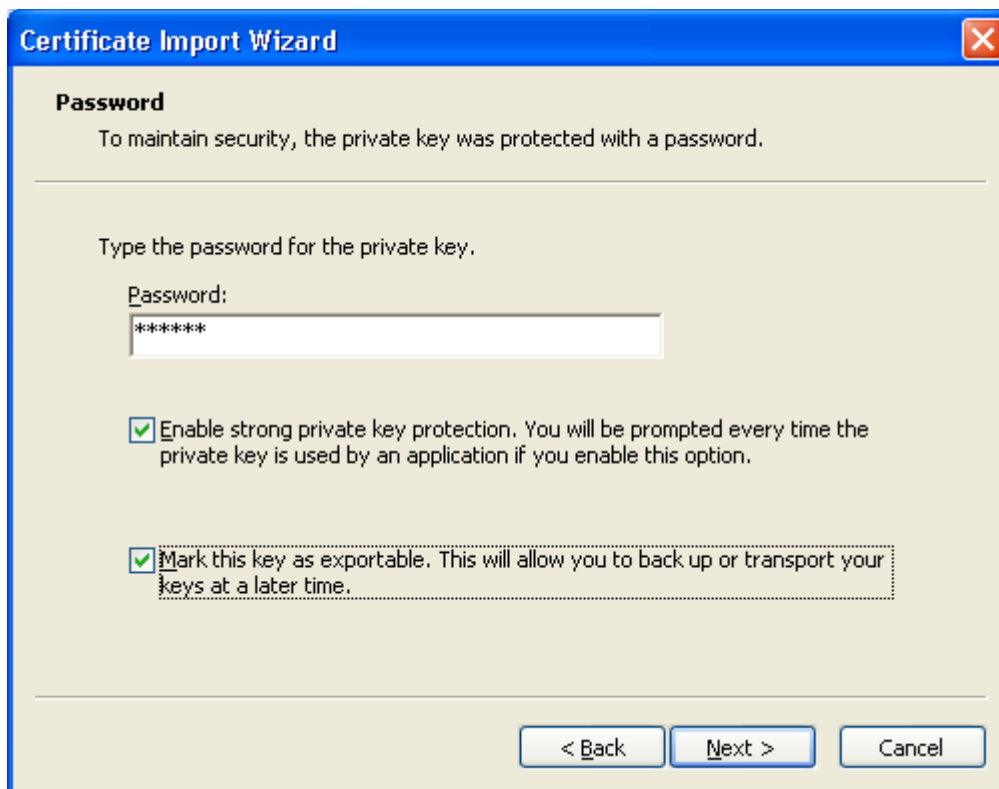 Certificate Import Wizard
Password
To maintain security, the private key was protected with a password.
Type the password for the private key.
Password:
******
Enable strong private key protection. You will be prompted every time the
private key is used by an application if you enable this option.
Mark this key as exportable. This will allow you to back up or transport your
keys at a later time.
< Back
Next >
Cancel